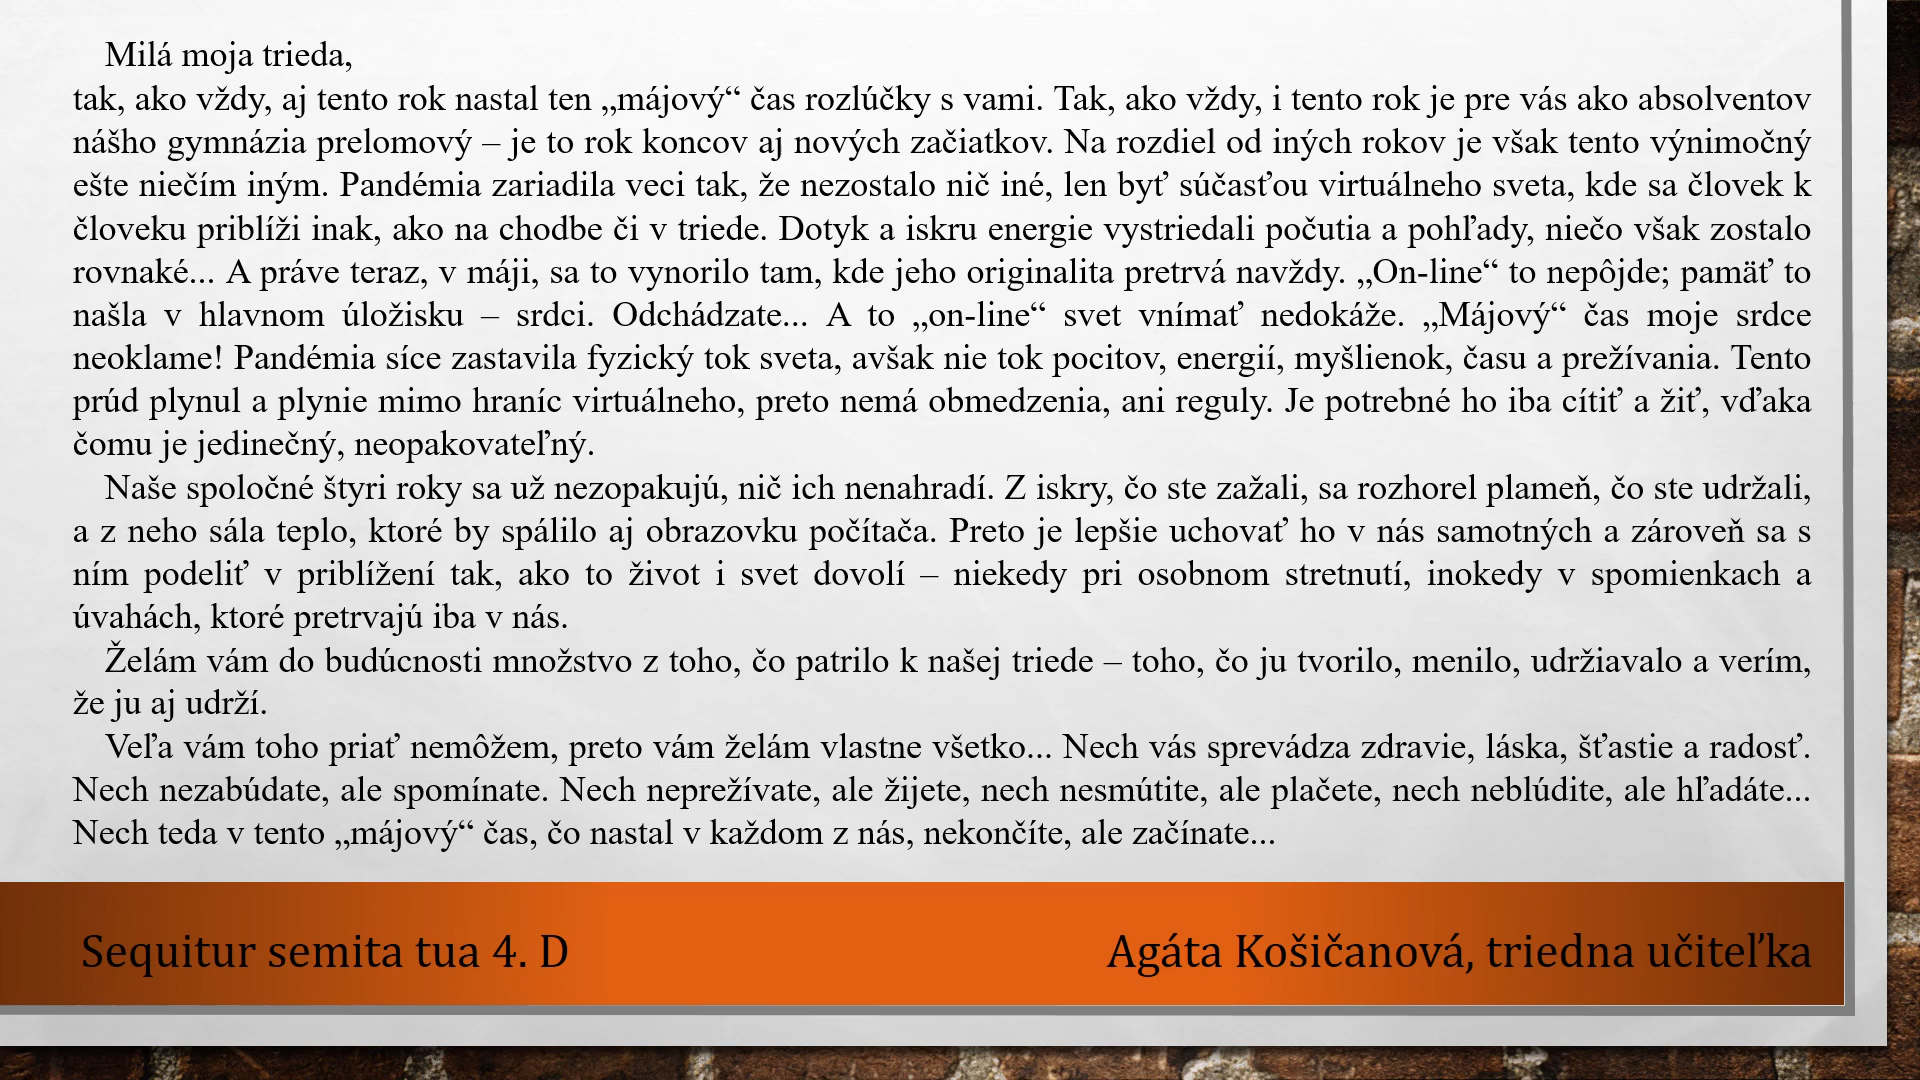 Milá moja trieda,
tak, ako vždy, aj tento rok nastal ten „májový“ čas rozlúčky s vami. Tak, ako vždy, i tento rok je pre vás ako absolventov
nášho gymnázia prelomový – je to rok koncov aj nových začiatkov. Na rozdiel od iných rokov je však tento výnimočný
ešte niečím iným. Pandémia zariadila veci tak, že nezostalo nič iné, len byť súčasťou virtuálneho sveta, kde sa človek k
človeku priblíži inak, ako na chodbe či v triede. Dotyk a iskru energie vystriedali počutia a pohľady, niečo však zostalo
rovnaké... A práve teraz, v máji, sa to vynorilo tam, kde jeho originalita pretrvá navždy. „On-line“ to nepôjde; pamäť to
našla v hlavnom úložisku – srdci. Odchádzate... A to „on-line“ svet vnímať nedokáže. „Májový“ čas moje srdce
neoklame! Pandémia síce zastavila fyzický tok sveta, avšak nie tok pocitov, energií, myšlienok, času a prežívania. Tento
prúd plynul a plynie mimo hraníc virtuálneho, preto nemá obmedzenia, ani reguly. Je potrebné ho iba cítiť a žiť, vďaka
čomu je jedinečný, neopakovateľný.
Naše spoločné štyri roky sa už nezopakujú, nič ich nenahradí. Z iskry, čo ste zažali, sa rozhorel plameň, čo ste udržali,
a z neho sála teplo, ktoré by spálilo aj obrazovku počítača. Preto je lepšie uchovať ho v nás samotných a zároveň sa s
ním podeliť v priblížení tak, ako to život i svet dovolí – niekedy pri osobnom stretnutí, inokedy v spomienkach a
úvahách, ktoré pretrvajú iba v nás.
Želám vám do budúcnosti množstvo z toho, čo patrilo k našej triede – toho, čo ju tvorilo, menilo, udržiavalo a verím,
že ju aj udrží.
Veľa vám toho priať nemôžem, preto vám želám vlastne všetko... Nech vás sprevádza zdravie, láska, šťastie a radosť.
Nech nezabúdate, ale spomínate. Nech neprežívate, ale žijete, nech nesmútite, ale plačete, nech neblúdite, ale hľadáte...
Nech teda v tento „májový“ čas, čo nastal v každom z nás, nekončíte, ale začínate...
Sequitur semita tua 4. D
Agáta Košičanová, triedna učiteľka